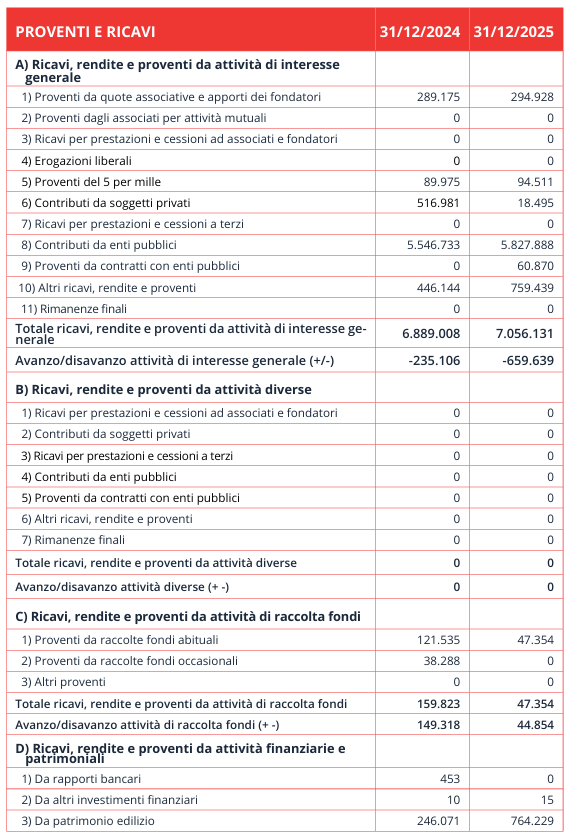 PROVENTI E RICAVI 31/12/2024 31/12/2025
A) Ricavi, rendite e proventi da attività di interesse
generale
1) Proventi da quote associative e apporti dei fondatori 289.175 294.928
2) Proventi dagli associati per attività mutuali 0 0
3) Ricavi per prestazioni e cessioni ad associati e fondatori 0 0
4) Erogazioni liberali 0 0
5) Proventi del 5 per mille 89.975 94.511
6) Contributi da soggetti privati 516.981 18.495
7) Ricavi per prestazioni e cessioni a terzi 0 0
8) Contributi da enti pubblici 5.546.733 5.827.888
9) Proventi da contratti con enti pubblici 0 60.870
10) Altri ricavi, rendite e proventi 446.144 759.439
11) Rimanenze finali 0 0
Totale ricavi, rendite e proventi da attività di interesse ge-
nerale 6.889.008 7.056.131
Avanzo/disavanzo attività di interesse generale (+/-) -235.106 -659.639
B) Ricavi, rendite e proventi da attività diverse
1) Ricavi per prestazioni e cessioni ad associati e fondatori 0 0
2) Contributi da soggetti privati 0 0
3) Ricavi per prestazioni e cessioni a terzi 0 0
4) Contributi da enti pubblici 0 0
5) Proventi da contratti con enti pubblici 0 0
6) Altri ricavi, rendite e proventi 0 0
7) Rimanenze finali 0 0
Totale ricavi, rendite e proventi da attività diverse 0 0
Avanzo/disavanzo attività diverse (+ -) 0 0
C) Ricavi, rendite e proventi da attività di raccolta fondi
1) Proventi da raccolte fondi abituali 121.535 47.354
2) Proventi da raccolte fondi occasionali 38.288 0
3) Altri proventi 0 0
Totale ricavi, rendite e proventi da attività di raccolta fondi 159.823 47.354
Avanzo/disavanzo attività di raccolta fondi (+ -) 149.318 44.854
D) Ricavi, rendite e proventi da attività finanziarie e
patrimoniali
1) Da rapporti bancari 453 0
2) Da altri investimenti finanziari 10 15
3) Da patrimonio edilizio 246.071 764.229